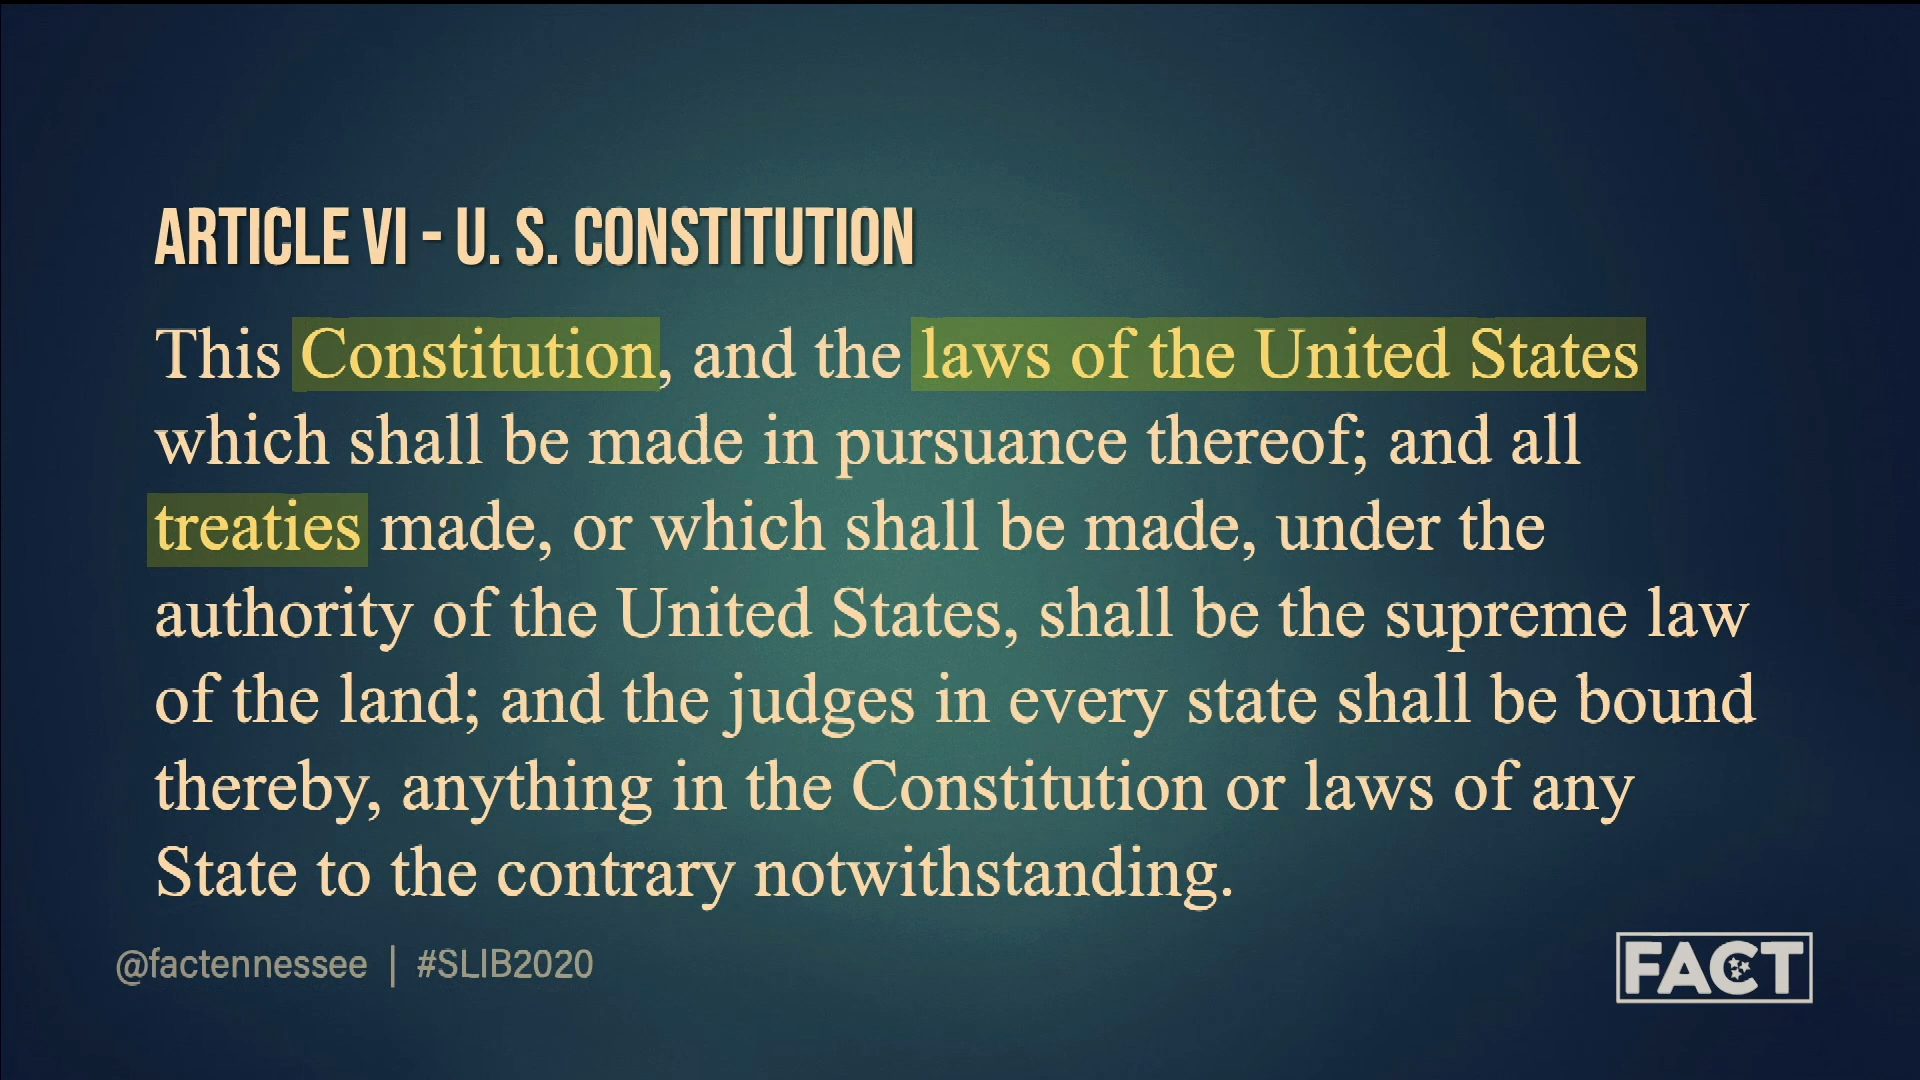 ARTICLE VI - U. S. CONSTITUTION
This Constitution, and the laws of the United States
which shall be made in pursuance thereof; and all
treaties made, or which shall be made, under the
authority of the United States, shall be the supreme law
of the land; and the judges in every state shall be bound
thereby, anything in the Constitution or laws of any
State to the contrary notwithstanding.
@factennessee | #SLIB2020
FACT